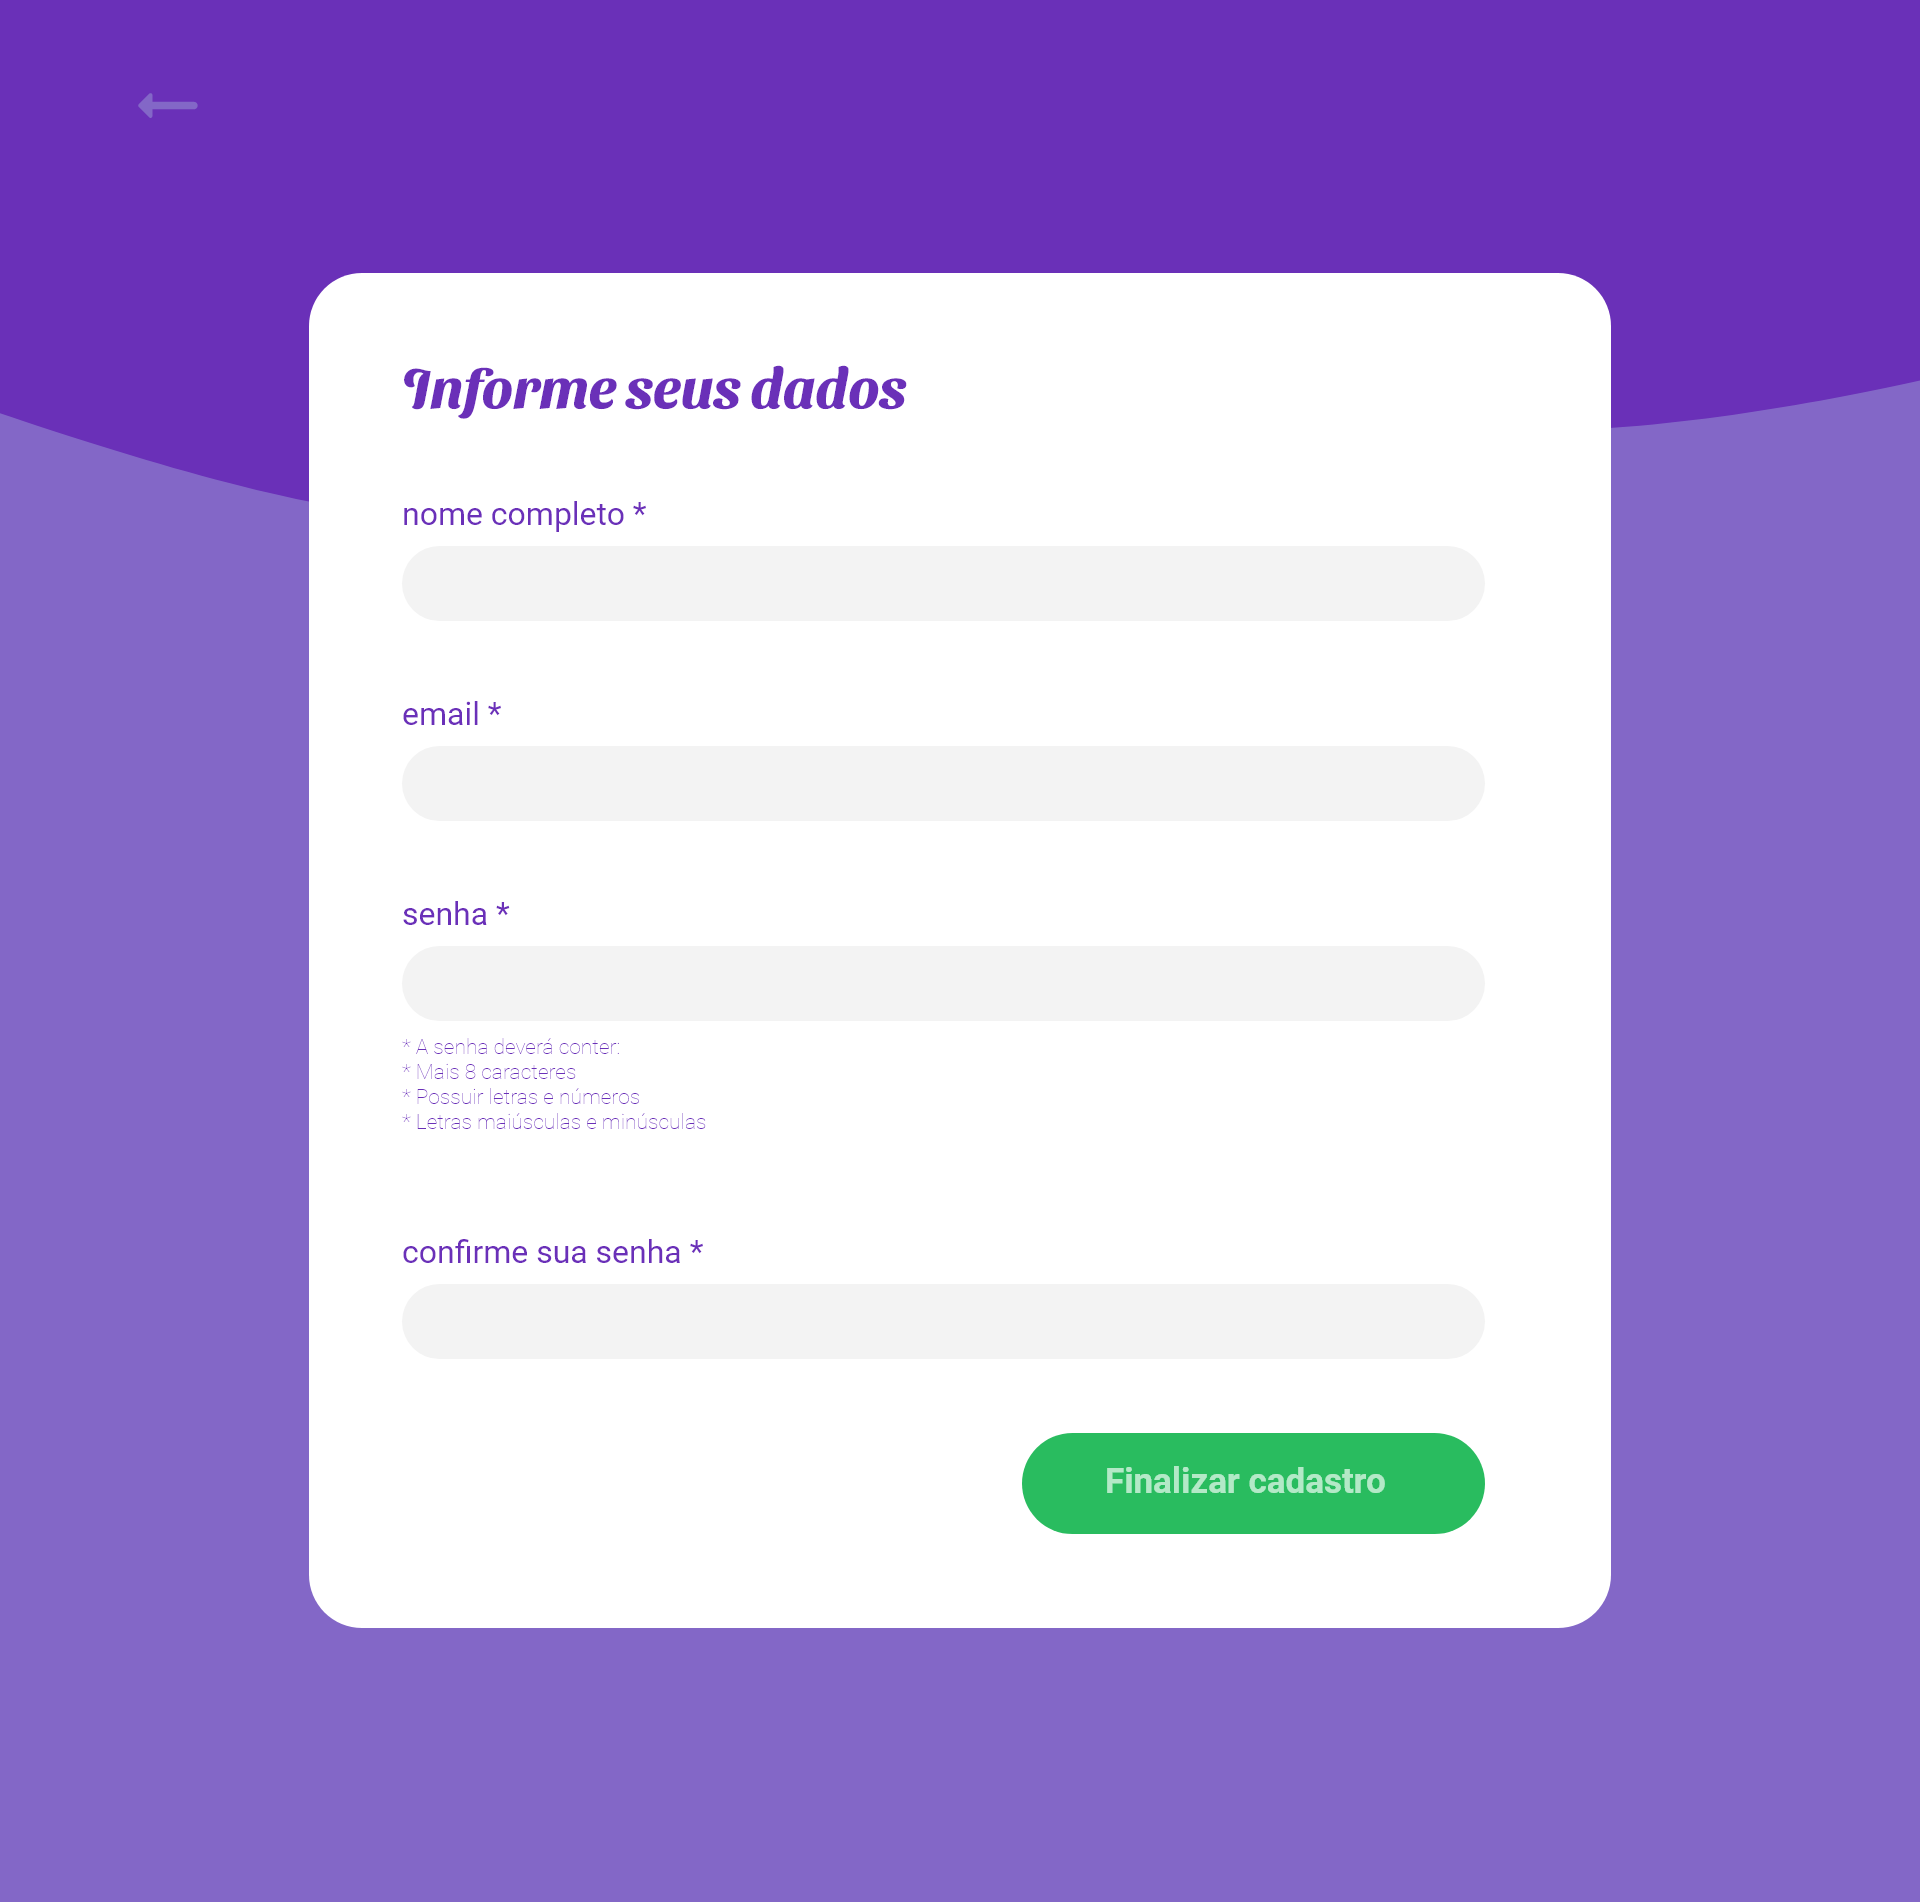 Informe seus dados
nome completo *
email *
senha *
* A senha deverá conter:
* Mais 8 caracteres
* Possuir letras e números
* Letras maiúsculas e minúsculas
confirme sua senha *
Finalizar cadastro